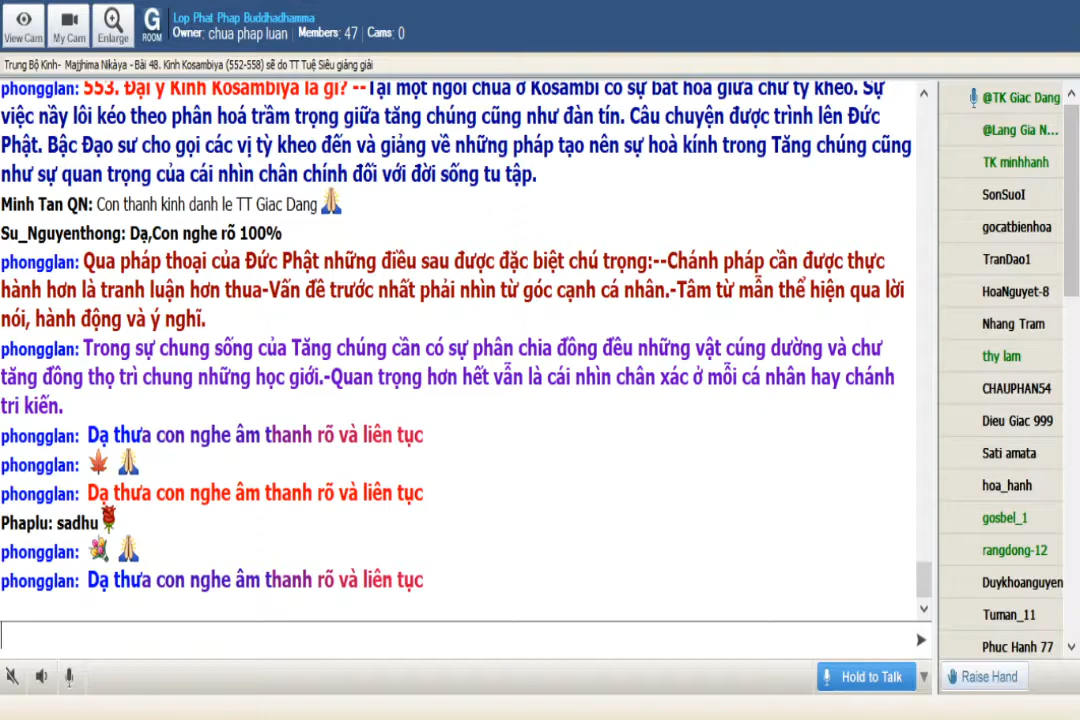 View Cam
My Cam
Enlarge
G
ROOM
Lop Phat Phap Buddhadhamma
Owner: chua phap luan | Members: 47 | Cams: 0
Trung Bộ Kinh- Majjhima Nikàya - Bài 48. Kinh Kosambiya (552-558) sẽ do TT Tuệ Siêu giảng giải
phongglan: 553. Đại ý Kinh Kosambiya là gì? --Tại một ngôi chùa ở Kosambi có sự bất hoà giữa chư tỳ kheo. Sự
việc nầy lôi kéo theo phân hoá trầm trọng giữa tăng chúng cũng như đàn tín. Câu chuyện được trình lên Đức
Phật. Bậc Đạo sư cho gọi các vị tỳ kheo đến và giảng về những pháp tạo nên sự hoà kính trong Tăng chúng cũng
như sự quan trọng của cái nhìn chân chính đối với đời sống tu tập.
Minh Tan QN: Con thanh kinh danh le TT Giac Dang
Su_Nguyenthong: Dạ,Con nghe rõ 100%
phongglan: Qua pháp thoại của Đức Phật những điều sau được đặc biệt chú trọng:--Chánh pháp cần được thực
hành hơn là tranh luận hơn thua-Vấn đề trước nhất phải nhìn từ góc cạnh cá nhân.-Tâm từ mẫn thể hiện qua lời
nói, hành động và ý nghĩ.
phongglan: Trong sự chung sống của Tăng chúng cần có sự phân chia đồng đều những vật cúng dường và chư
tăng đồng thọ trì chung những học giới.-Quan trọng hơn hết vẫn là cái nhìn chân xác ở mỗi cá nhân hay chánh
tri kiến.
phongglan: Dạ thưa con nghe âm thanh rõ và liên tục
phongglan:
phongglan: Dạ thưa con nghe âm thanh rõ và liên tục
Phaplu: sadhu
phongglan:
phongglan: Dạ thưa con nghe âm thanh rõ và liên tục
@TK Giac Dang
@Lang Gia N...
TK minhhanh
SonSuoI
gocatbienhoa
TranDao1
HoaNguyet-8
Nhang Tram
thy lam
CHAUPHAN54
Dieu Giac 999
Sati amata
hoa_hanh
gosbel_1
rangdong-12
Duykhoanguyen
Tuman_11
Phuc Hanh 77
Hold to Talk
Raise Hand